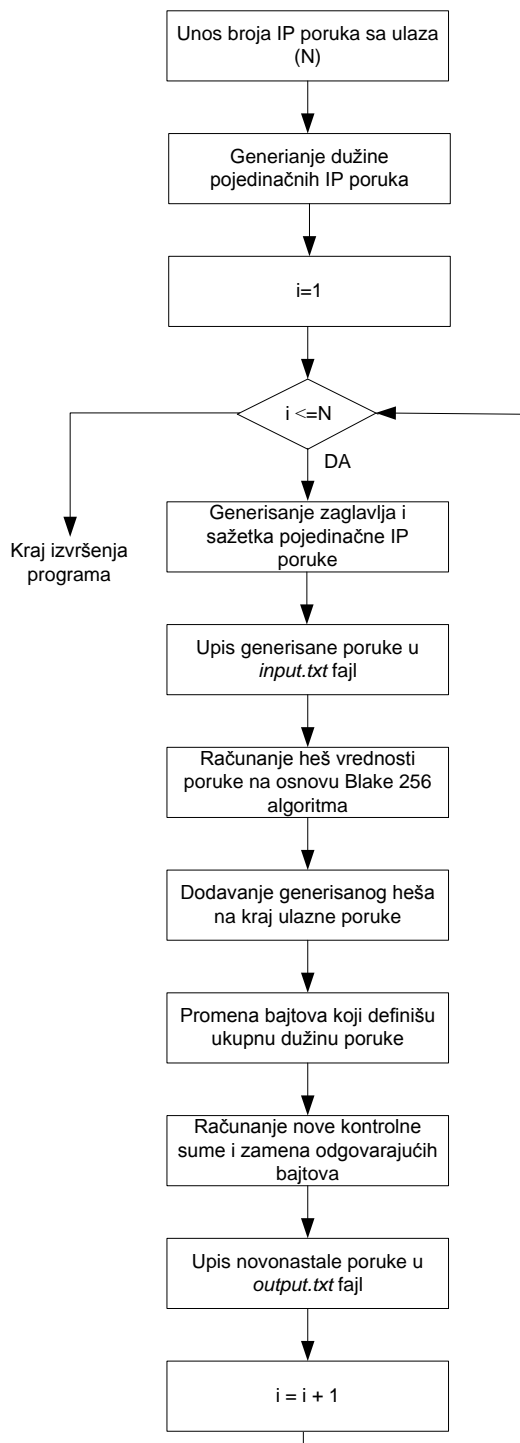 Unos broja IP poruka sa ulaza
(N)
Generianje dužine
pojedinačnih IP poruka
i=1
i <=N
DA
Kraj izvršenja
programa
Generisanje zaglavlja i
sažetka pojedinačne IP
poruke
Upis generisane poruke u
input.txt fajl
Računanje heš vrednosti
poruke na osnovu Blake 256
algoritma
Dodavanje generisanog heša
na kraj ulazne poruke
Promena bajtova koji definišu
ukupnu dužinu poruke
Računanje nove kontrolne
sume i zamena odgovarajućih
bajtova
Upis novonastale poruke u
output.txt fajl
i = i + 1